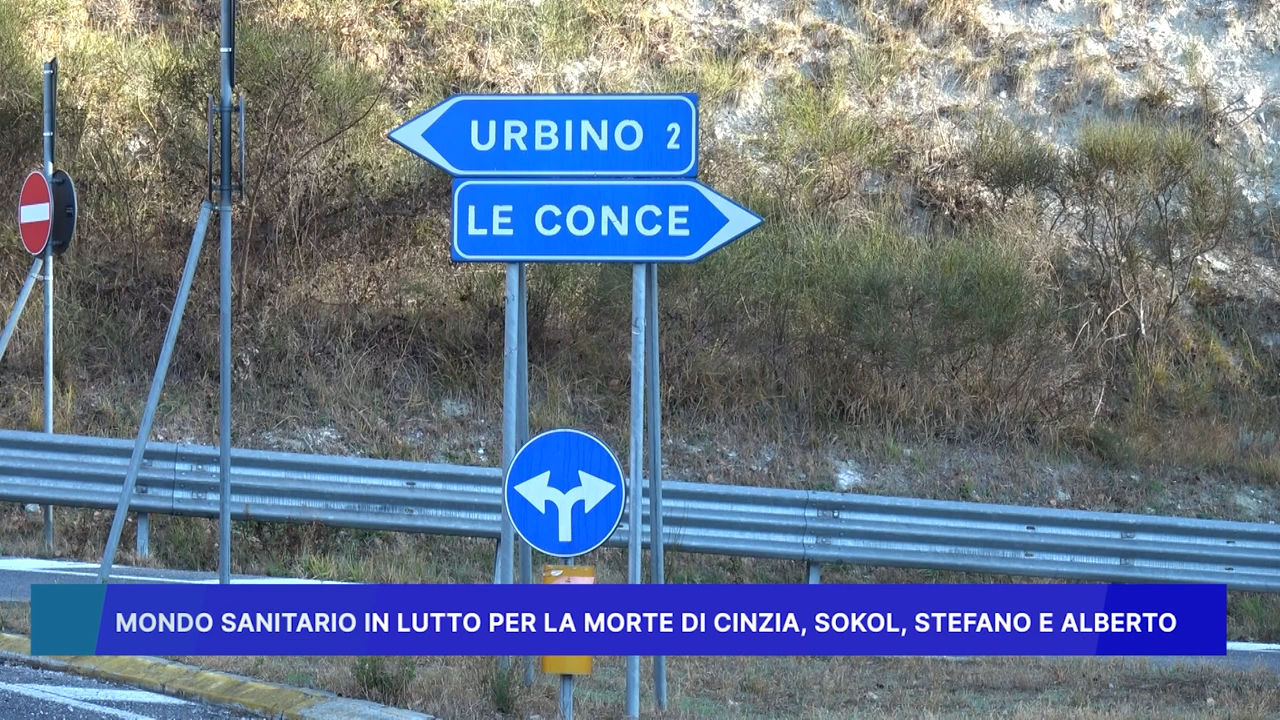 URBINO 2
LE CONCE
MONDO SANITARIO IN LUTTO PER LA MORTE DI CINZIA, SOKOL, STEFANO E ALBERTO